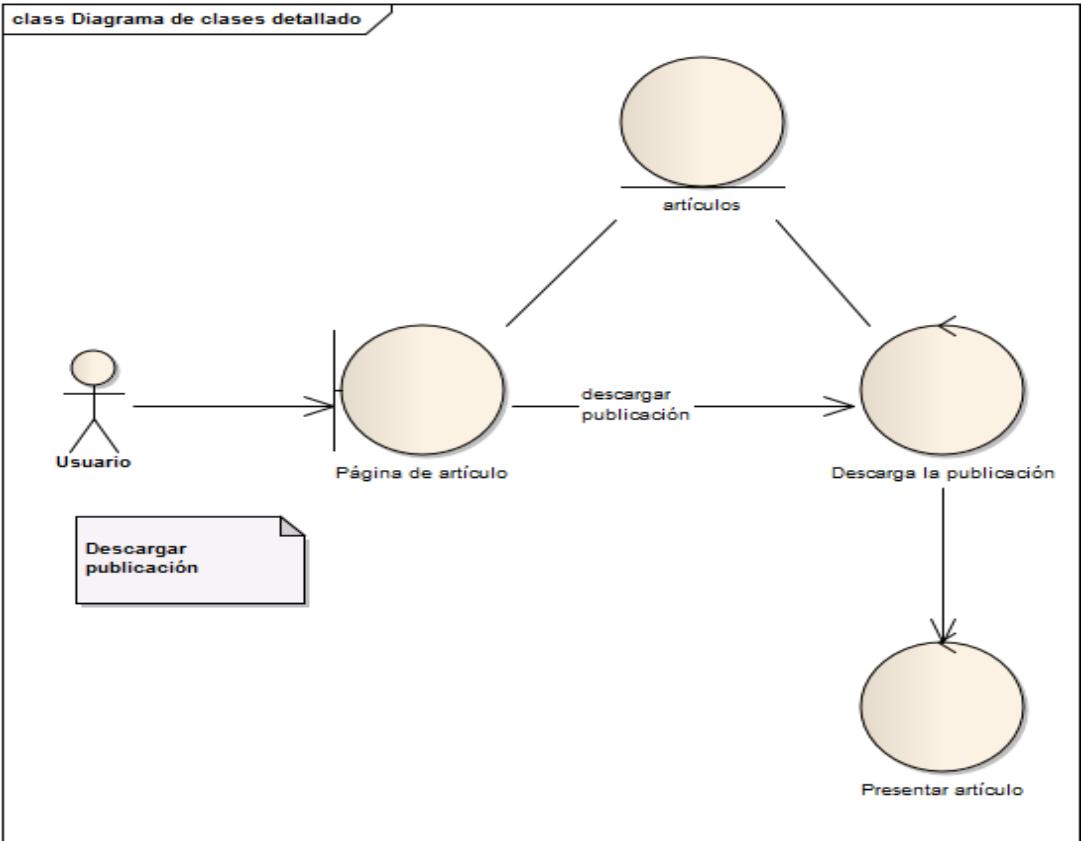 class Diagrama de clases detallado
artículos
descargar
publicación
Usuario
Página de artículo
Descarga la publicación
Descargar
publicación
Presentar artículo